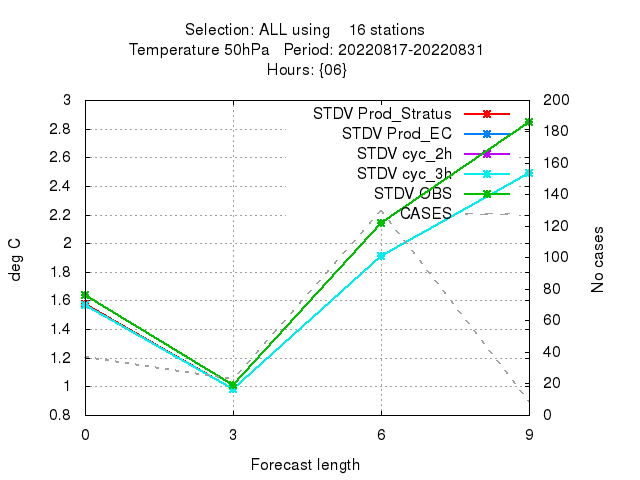 Selection: ALL using    16 stations
Temperature 50hPa   Period: 20220817-20220831
Hours: {06}
3
2.8
2.6
2.4
2.2
2
1.8
1.6
1.4
1.2
1
0.8
deg C
STDV Prod_Stratus
STDV Prod_EC
STDV cyc_2h
STDV cyc_3h
STDV OBS
CASES
200
180
160
140
120
100
80
60
40
20
0
No cases
0 3 6 9
Forecast length